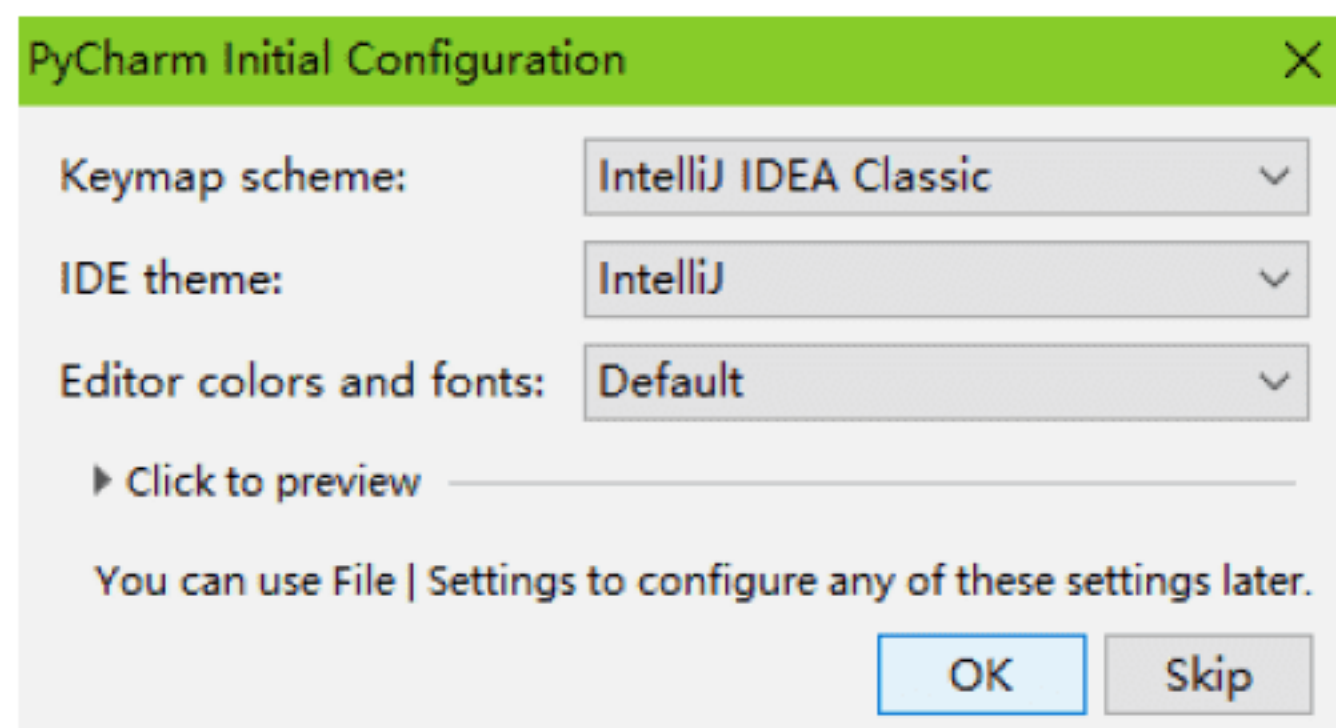 PyCharm Initial Configuration
Keymap scheme: IntelliJ IDEA Classic
IDE theme: IntelliJ
Editor colors and fonts: Default
Click to preview
You can use File | Settings to configure any of these settings later.
OK Skip